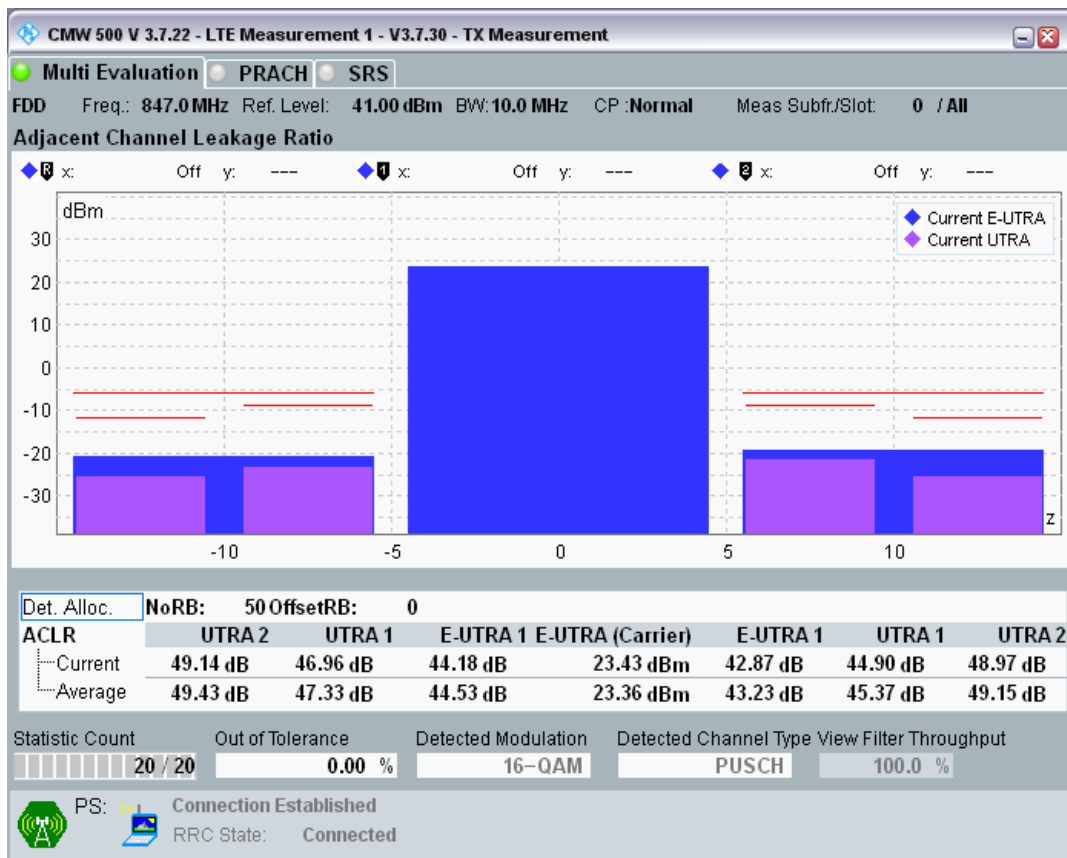 CMW 500 V 3.7.22 - LTE Measurement 1 - V3.7.30 - TX Measurement
Multi Evaluation PRACH SRS
FDD Freq.: 847.0 MHz Ref. Level: 41.00 dBm BW: 10.0 MHz CP :Normal Meas Subfr./Slot: 0 / All
Adjacent Channel Leakage Ratio
R x: Off y: --- 1 x: Off y: --- 2 x: Off y: ---
dBm
Current E-UTRA
Current UTRA
30
20
10
0
-10
-20
-30
z
-10 -5 0 5 10
Det. Alloc. NoRB: 50 OffsetRB: 0
ACLR UTRA 2 UTRA 1 E-UTRA 1 E-UTRA (Carrier) E-UTRA 1 UTRA 1 UTRA 2
Current 49.14 dB 46.96 dB 44.18 dB 23.43 dBm 42.87 dB 44.90 dB 48.97 dB
Average 49.43 dB 47.33 dB 44.53 dB 23.36 dBm 43.23 dB 45.37 dB 49.15 dB
Statistic Count Out of Tolerance Detected Modulation Detected Channel Type View Filter Throughput
20 / 20 0.00 % 16-QAM PUSCH 100.0 %
PS: Connection Established
RRC State: Connected